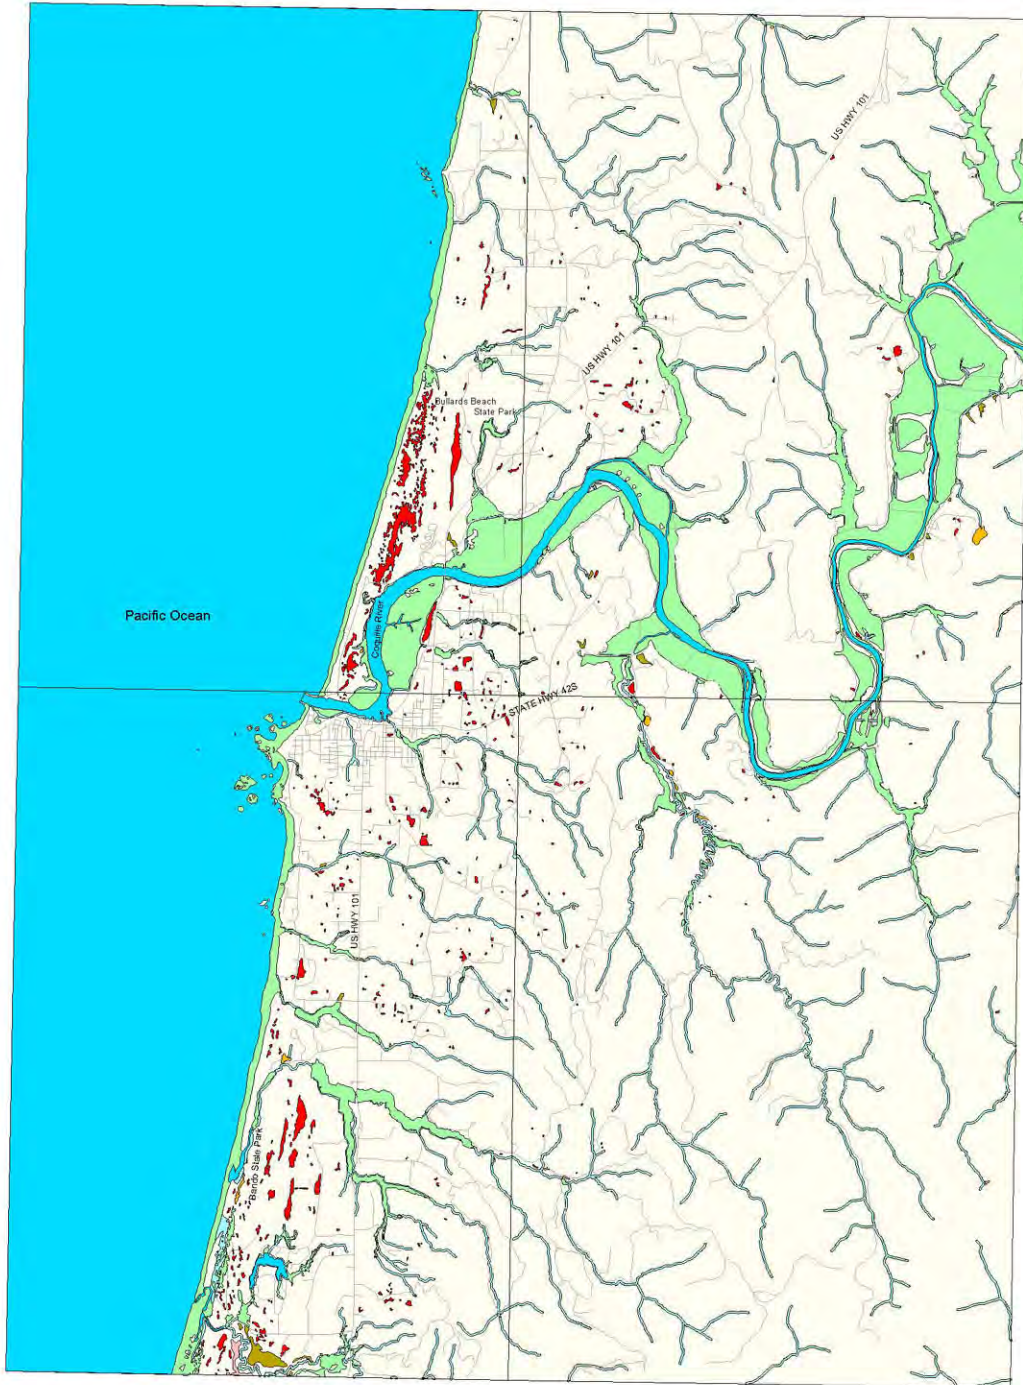 US HWY 101
US HWY 101
Bullards Beach
State Park
Pacific Ocean
Coquille River
STATE HWY 42S
US HWY 101
Bando State Park